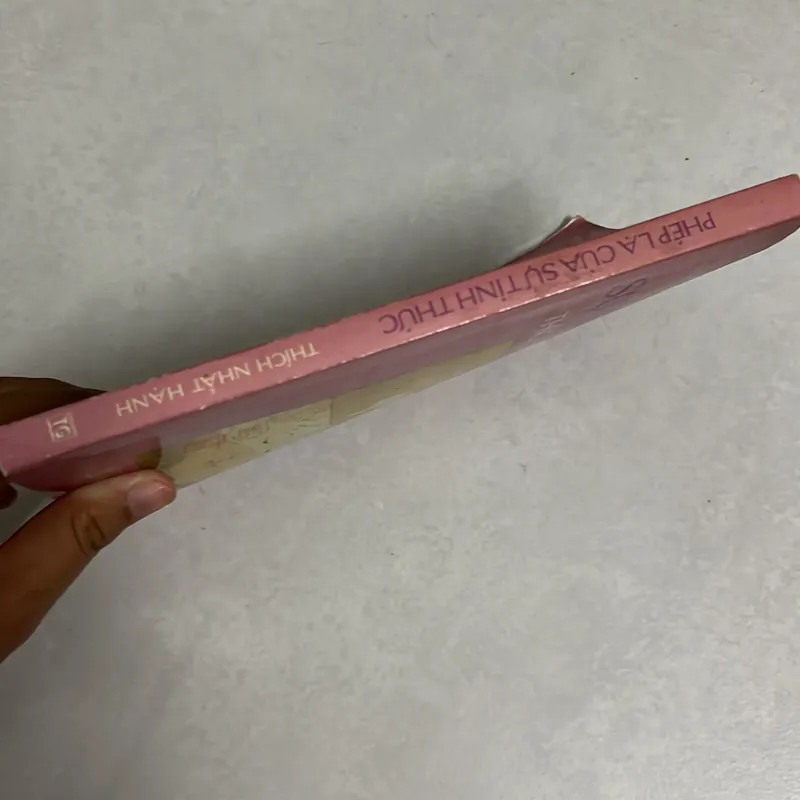 PHÉP LẠ CỦA SỰ TỈNH THỨC
THÍCH NHẤT HẠNH